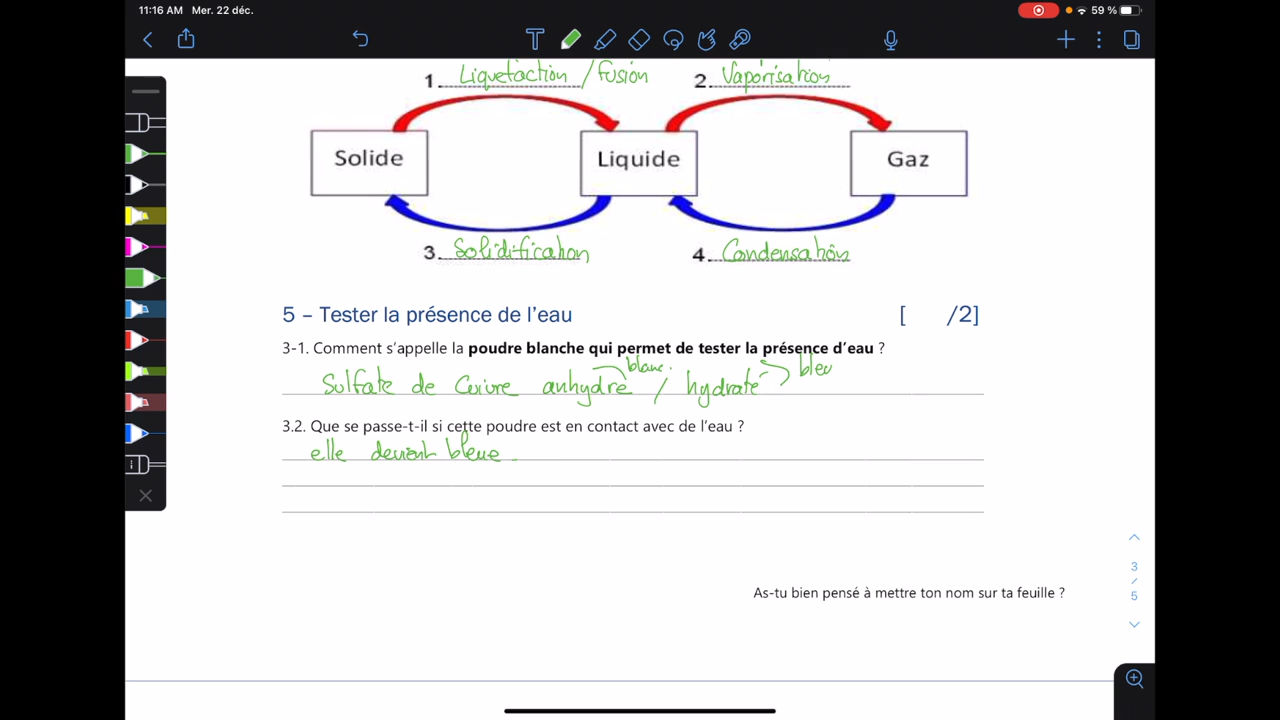 11:16 AM Mer. 22 déc.
59 %
1. Liquéfaction / fusion
2. Vaporisation
Solide
Liquide
Gaz
3. Solidification
4. Condensation
5 – Tester la présence de l'eau [ /2]
3-1. Comment s'appelle la poudre blanche qui permet de tester la présence d'eau ?
blanc.
bleu
Sulfate de Cuivre anhydre / hydraté
3.2. Que se passe-t-il si cette poudre est en contact avec de l'eau ?
elle devient bleue.
3
/
5
As-tu bien pensé à mettre ton nom sur ta feuille ?